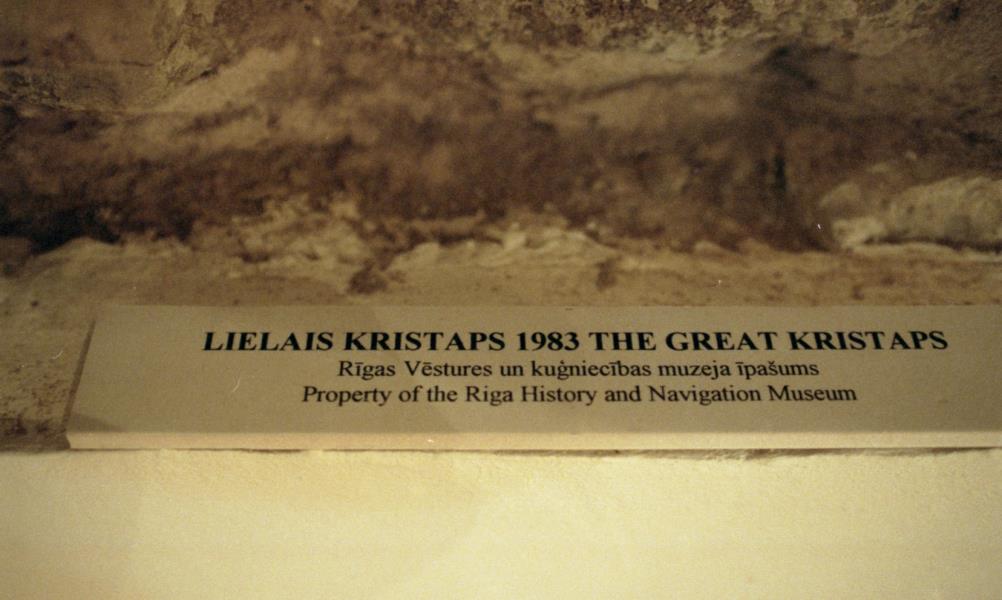 LIELAIS KRISTAPS 1983 THE GREAT KRISTAPS
Rīgas Vēstures un kuģniecības muzeja īpašums
Property of the Riga History and Navigation Museum